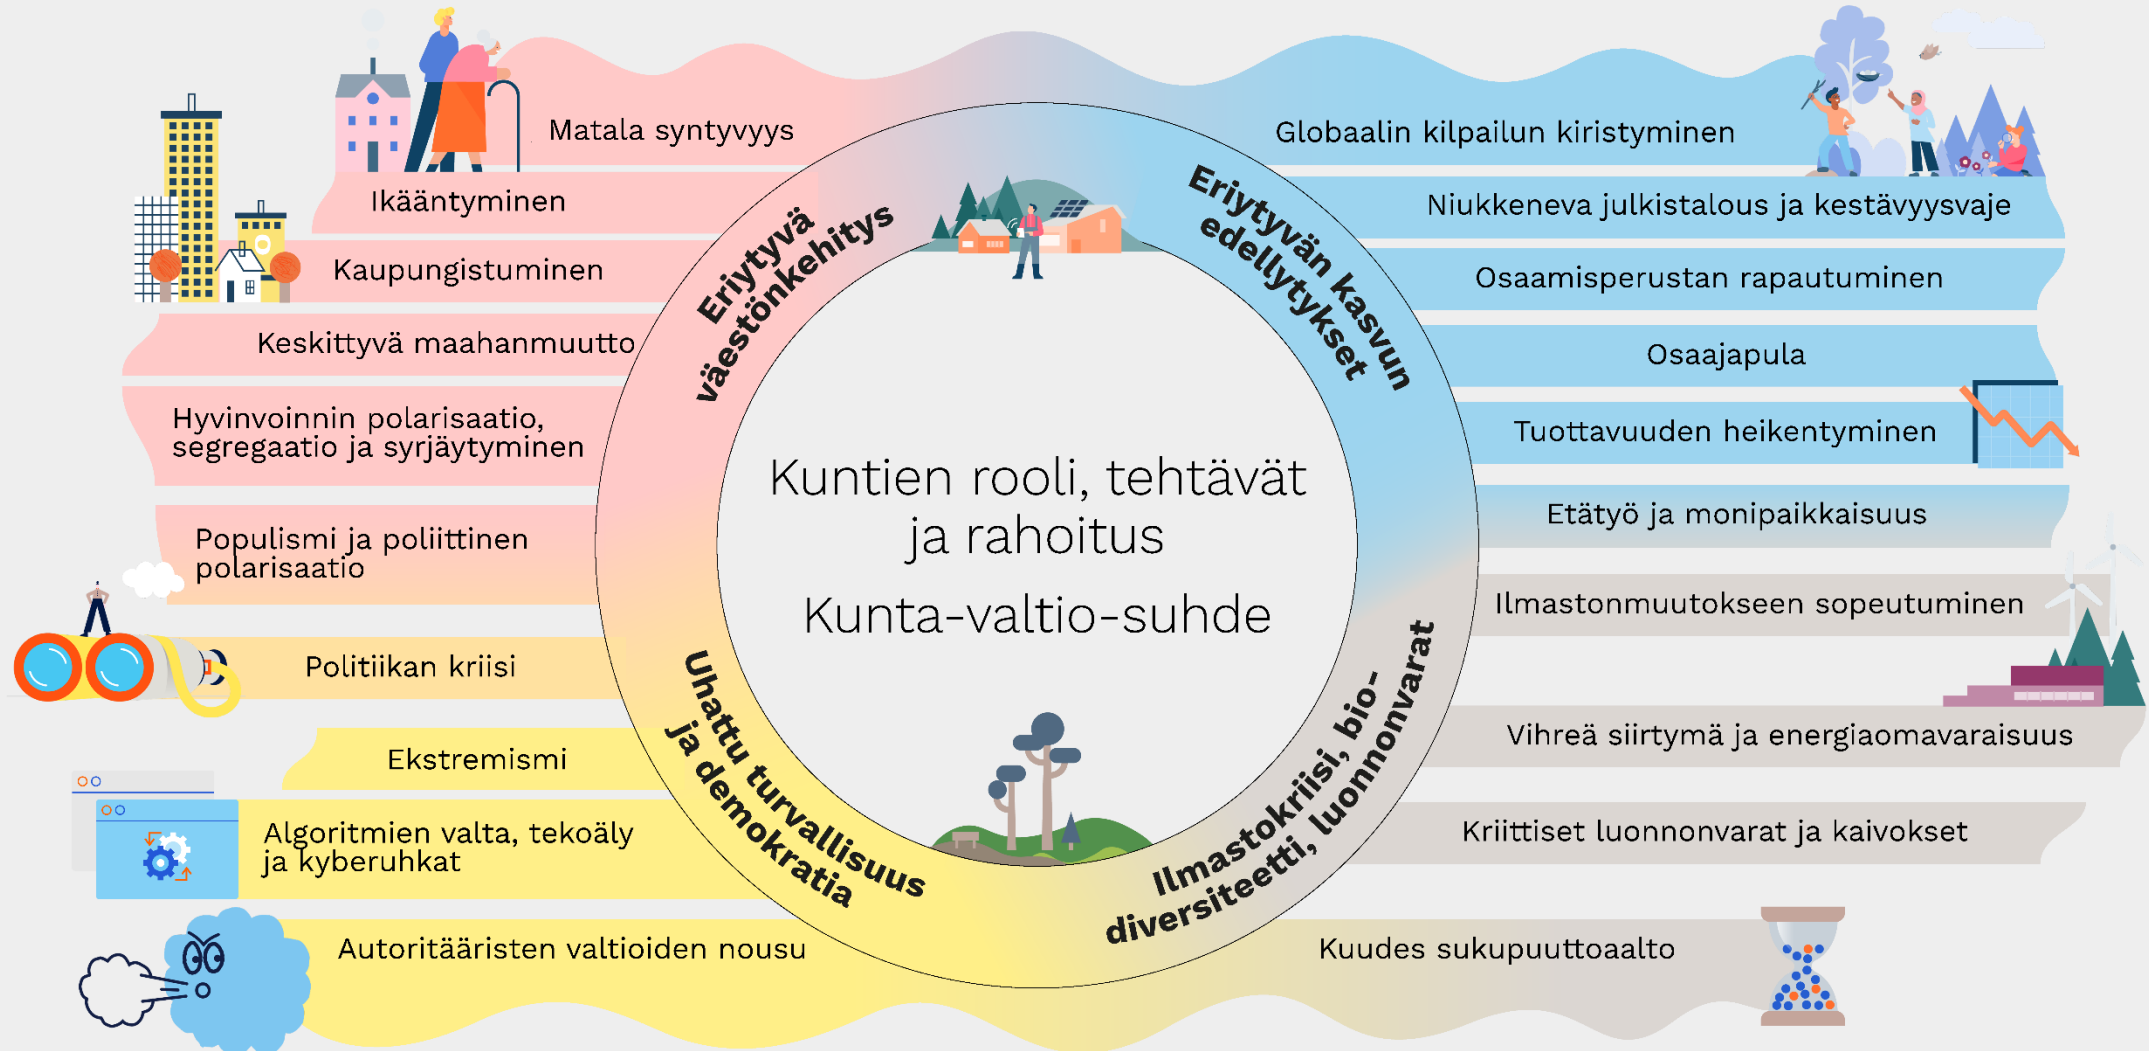 Matala syntyvyys
Ikääntyminen
Kaupungistuminen
Keskittyvä maahanmuutto
Hyvinvoinnin polarisaatio,
segregaatio ja syrjäytyminen
Populismi ja poliittinen
polarisaatio
Politiikan kriisi
Ekstremismi
Algoritmien valta, tekoäly
ja kyberuhkat
Autoritääristen valtioiden nousu
Eriytyvä
väestönkehitys
Eriytyvän kasvun
edellytykset
Kuntien rooli, tehtävät
ja rahoitus
Kunta-valtio-suhde
Uhattu turvallisuus
ja demokratia
Ilmastokriisi, bio-
diversiteetti, luonnonvarat
Globaalin kilpailun kiristyminen
Niukkeneva julkistalous ja kestävyysvaje
Osaamisperustan rapautuminen
Osaajapula
Tuottavuuden heikentyminen
Etätyö ja monipaikkaisuus
Ilmastonmuutokseen sopeutuminen
Vihreä siirtymä ja energiaomavaraisuus
Kriittiset luonnonvarat ja kaivokset
Kuudes sukupuuttoaalto